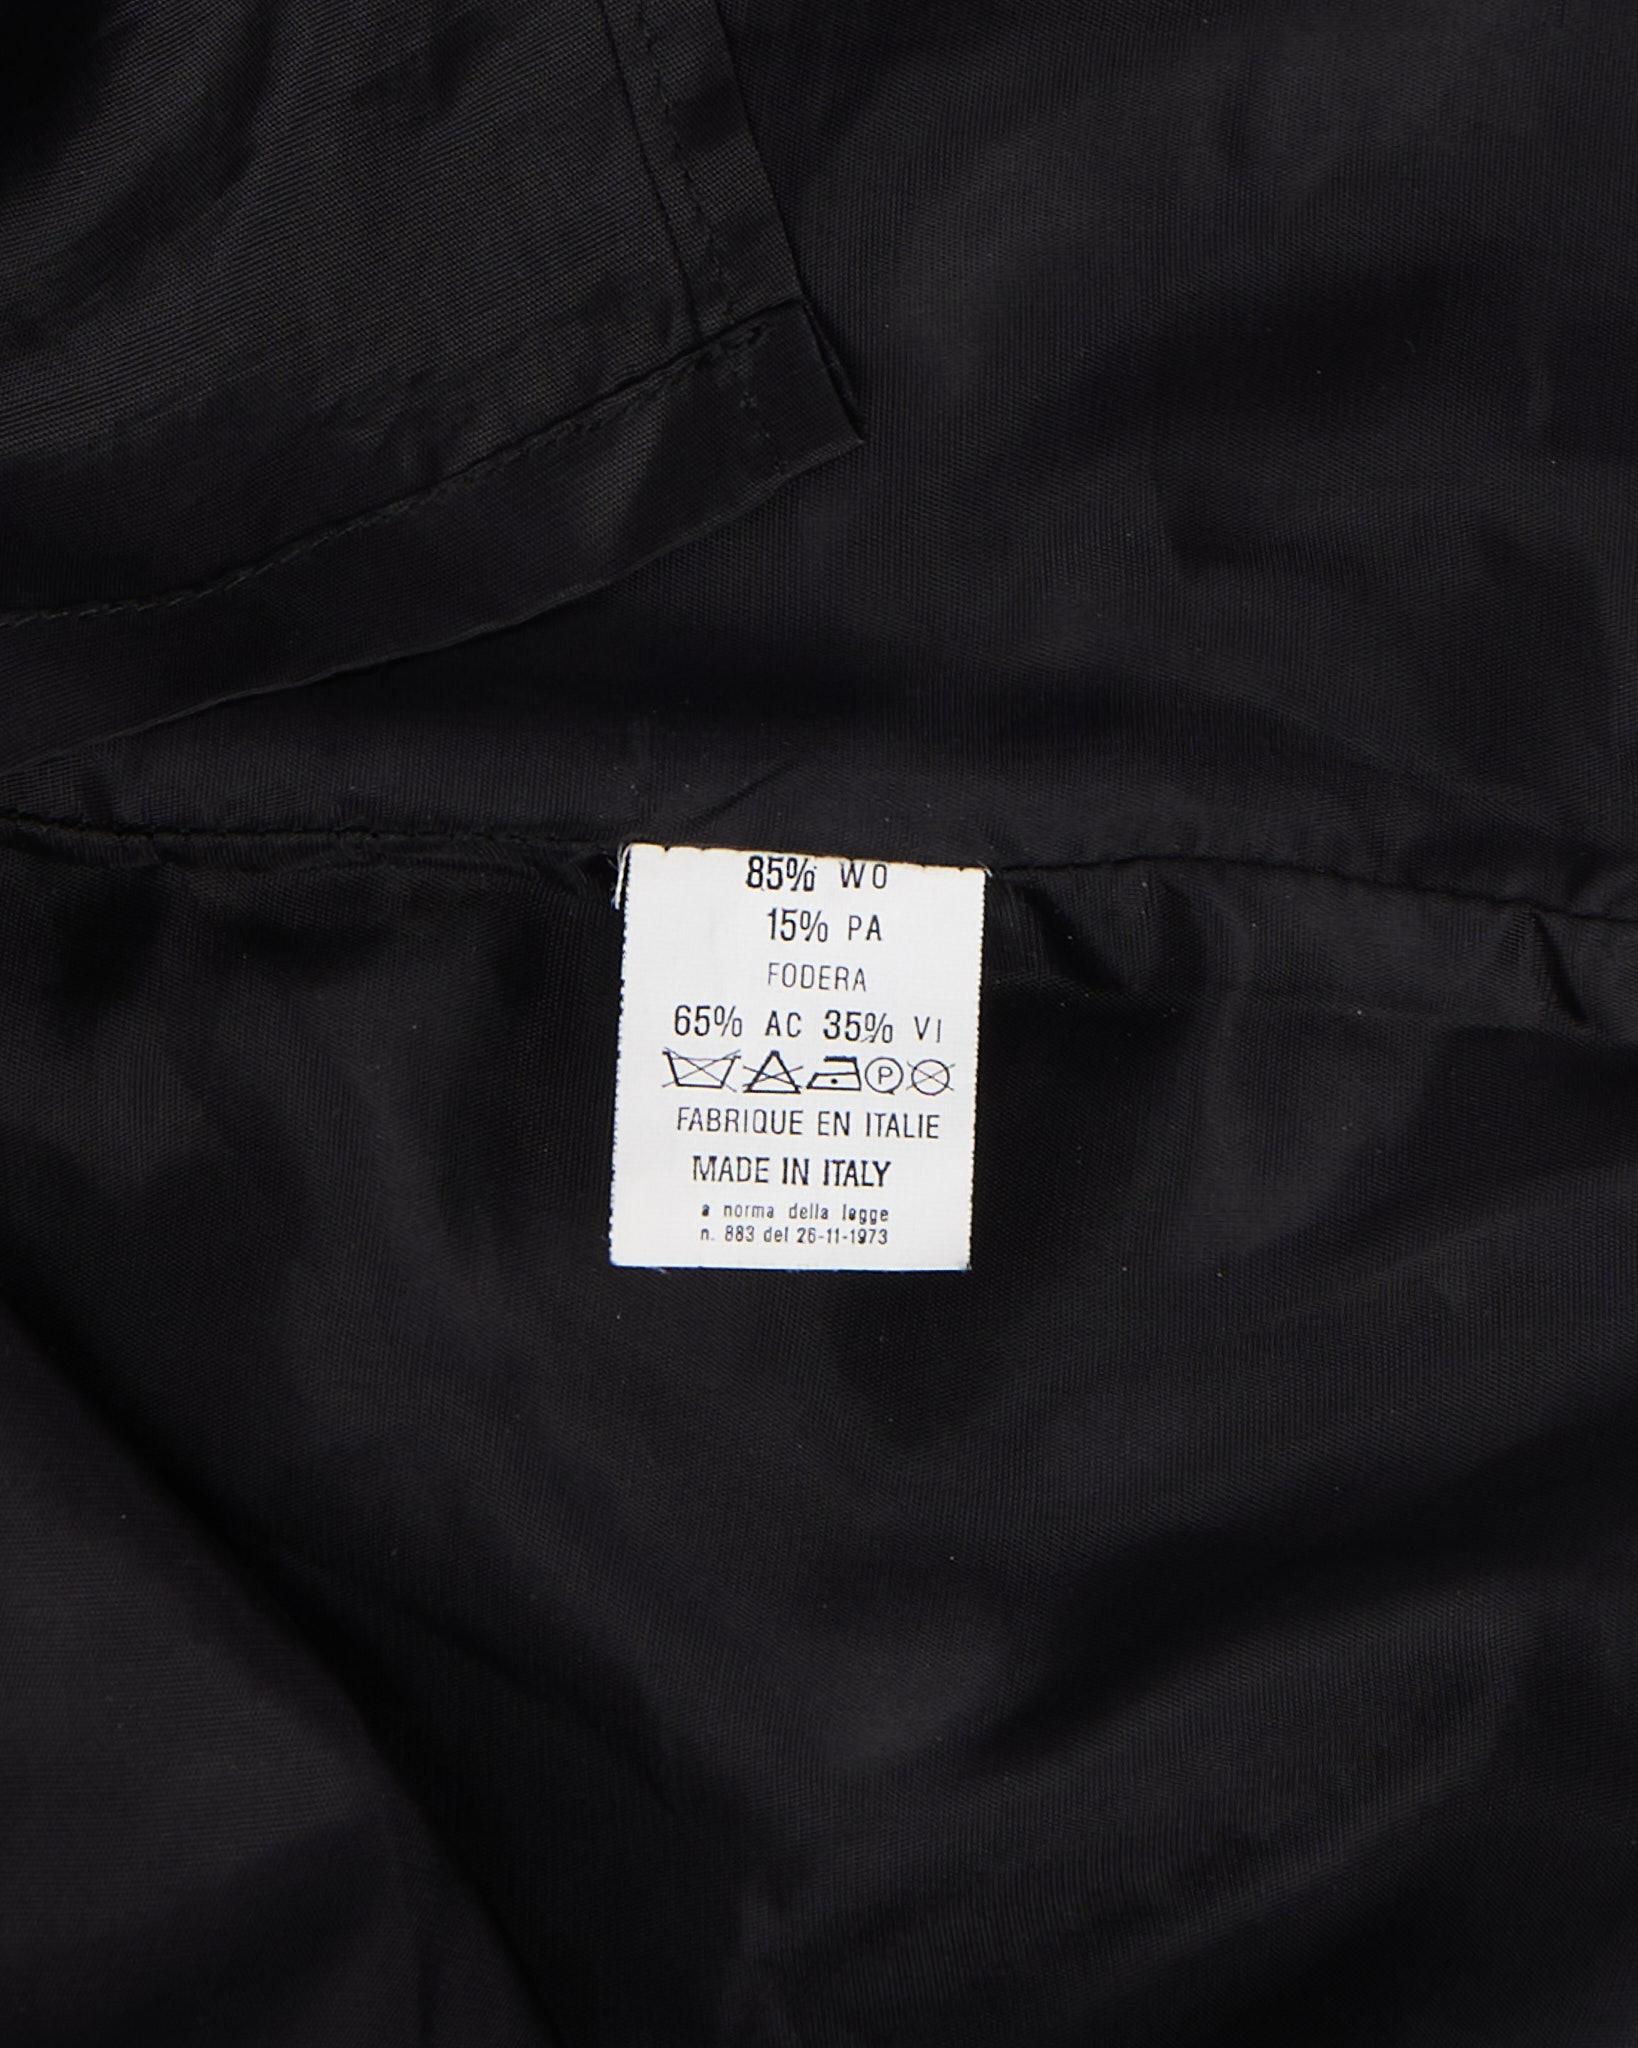 85% WO
15% PA
FODERA
65% AC 35% VI
P
FABRIQUE EN ITALIE
MADE IN ITALY
a norma della legge
n. 883 del 26-11-1973